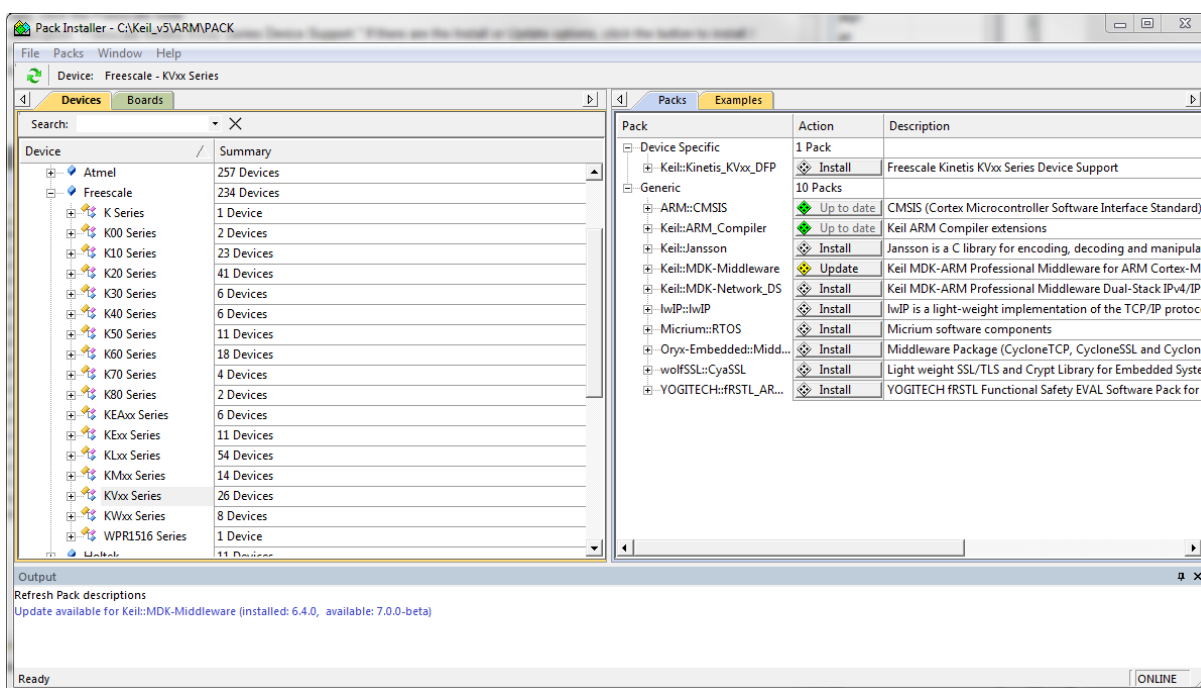 Pack Installer - C:\Keil_v5\ARM\PACK
File Packs Window Help
Device: Freescale - KVxx Series
Devices Boards
Search:
Device / Summary
Atmel 257 Devices
Freescale 234 Devices
K Series 1 Device
K00 Series 2 Devices
K10 Series 23 Devices
K20 Series 41 Devices
K30 Series 6 Devices
K40 Series 6 Devices
K50 Series 11 Devices
K60 Series 18 Devices
K70 Series 4 Devices
K80 Series 2 Devices
KEAxx Series 6 Devices
KExx Series 11 Devices
KLxx Series 54 Devices
KMxx Series 14 Devices
KVxx Series 26 Devices
KWxx Series 8 Devices
WPR1516 Series 1 Device
Holtek 11 Devices
Packs Examples
Pack Action Description
Device Specific 1 Pack
Keil::Kinetis_KVxx_DFP Install Freescale Kinetis KVxx Series Device Support
Generic 10 Packs
ARM::CMSIS Up to date CMSIS (Cortex Microcontroller Software Interface Standard)
Keil::ARM_Compiler Up to date Keil ARM Compiler extensions
Keil::Jansson Install Jansson is a C library for encoding, decoding and manipula
Keil::MDK-Middleware Update Keil MDK-ARM Professional Middleware for ARM Cortex-M
Keil::MDK-Network_DS Install Keil MDK-ARM Professional Middleware Dual-Stack IPv4/IP
lwIP::lwIP Install lwIP is a light-weight implementation of the TCP/IP protoc
Micrium::RTOS Install Micrium software components
Oryx-Embedded::Midd... Install Middleware Package (CycloneTCP, CycloneSSL and Cyclon
wolfSSL::CyaSSL Install Light weight SSL/TLS and Crypt Library for Embedded Syste
YOGITECH::fRSTL_AR... Install YOGITECH fRSTL Functional Safety EVAL Software Pack for
Output
Refresh Pack descriptions
Update available for Keil::MDK-Middleware (installed: 6.4.0, available: 7.0.0-beta)
Ready ONLINE